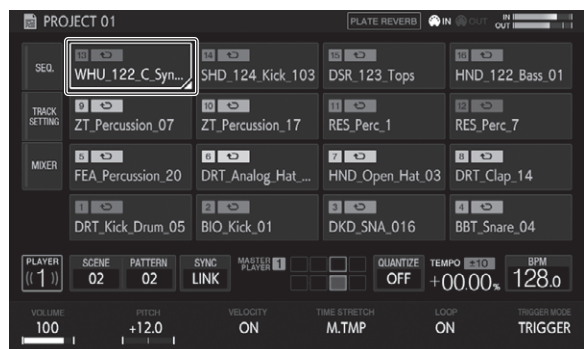 PROJECT 01 PLATE REVERB IN OUT IN OUT
SEQ.
TRACK SETTING
MIXER
13 14 15 16
WHU_122_C_Syn... SHD_124_Kick_103 DSR_123_Tops HND_122_Bass_01
9 10 11 12
ZT_Percussion_07 ZT_Percussion_17 RES_Perc_1 RES_Perc_7
5 6 7 8
FEA_Percussion_20 DRT_Analog_Hat_... HND_Open_Hat_03 DRT_Clap_14
1 2 3 4
DRT_Kick_Drum_05 BIO_Kick_01 DKD_SNA_016 BBT_Snare_04
PLAYER SCENE PATTERN SYNC MASTER PLAYER 1 QUANTIZE TEMPO ±10 BPM
((1)) 02 02 LINK OFF +00.00% 128.0
VOLUME PITCH VELOCITY TIME STRETCH LOOP TRIGGER MODE
100 +12.0 ON M.TMP ON TRIGGER